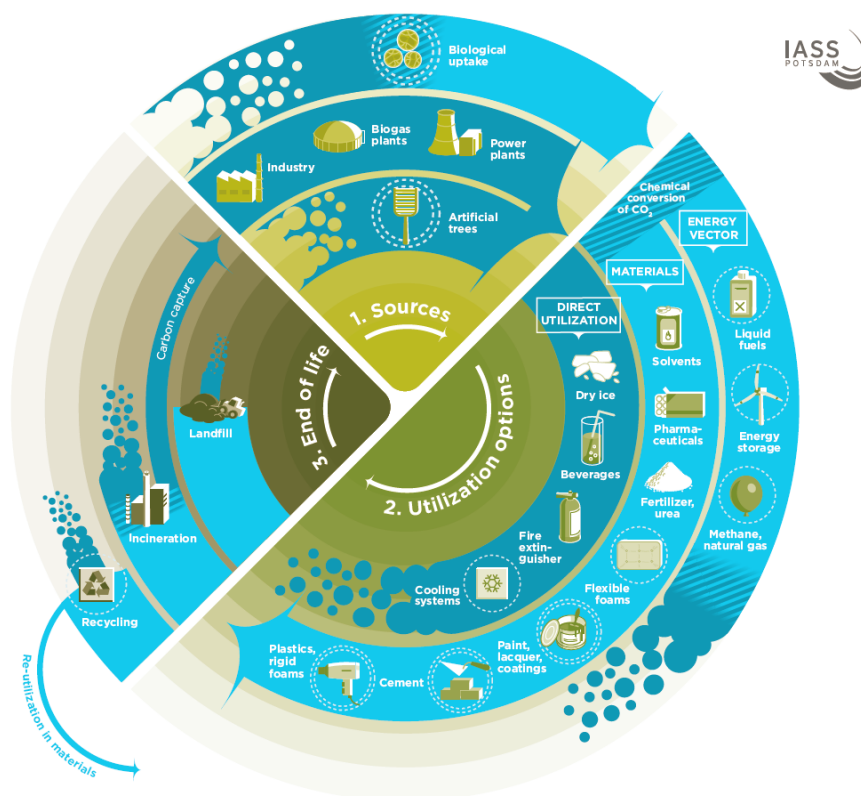 IASS
POTSDAM
Biological
uptake
Biogas
plants
Power
plants
Industry
Artificial
trees
1. Sources
Chemical
conversion
of CO₂
ENERGY
VECTOR
MATERIALS
DIRECT
UTILIZATION
Liquid
fuels
Solvents
Dry ice
Energy
storage
Pharma-
ceuticals
Beverages
Methane,
natural gas
Fertilizer,
urea
Fire extin-
guisher
Flexible
foams
Cooling
systems
Paint,
lacquer,
coatings
Cement
Plastics,
rigid
foams
2. Utilization options
3. End of life
Carbon capture
Landfill
Incineration
Recycling
Re-utilization in materials